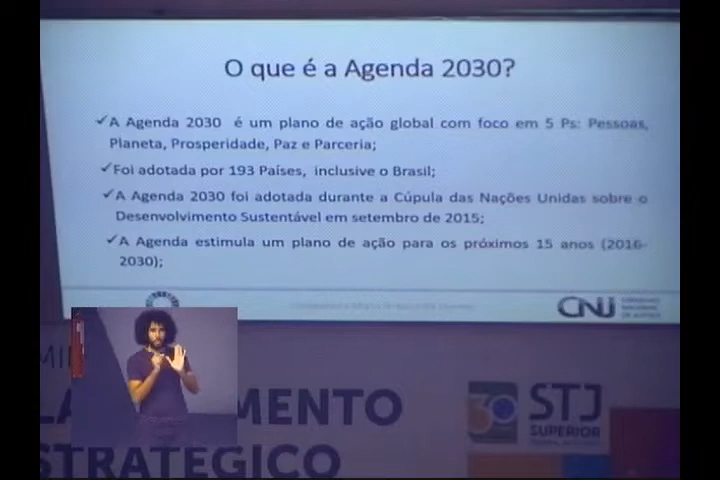 O que é a Agenda 2030?
✓A Agenda 2030 é um plano de ação global com foco em 5 Ps: Pessoas,
Planeta, Prosperidade, Paz e Parceria;
✓Foi adotada por 193 Países, inclusive o Brasil;
✓A Agenda 2030 foi adotada durante a Cúpula das Nações Unidas sobre o
Desenvolvimento Sustentável em setembro de 2015;
✓A Agenda estimula um plano de ação para os próximos 15 anos (2016-
2030);
CNJ
MENTO
STRATÉGICO
30
STJ
SUPERIOR